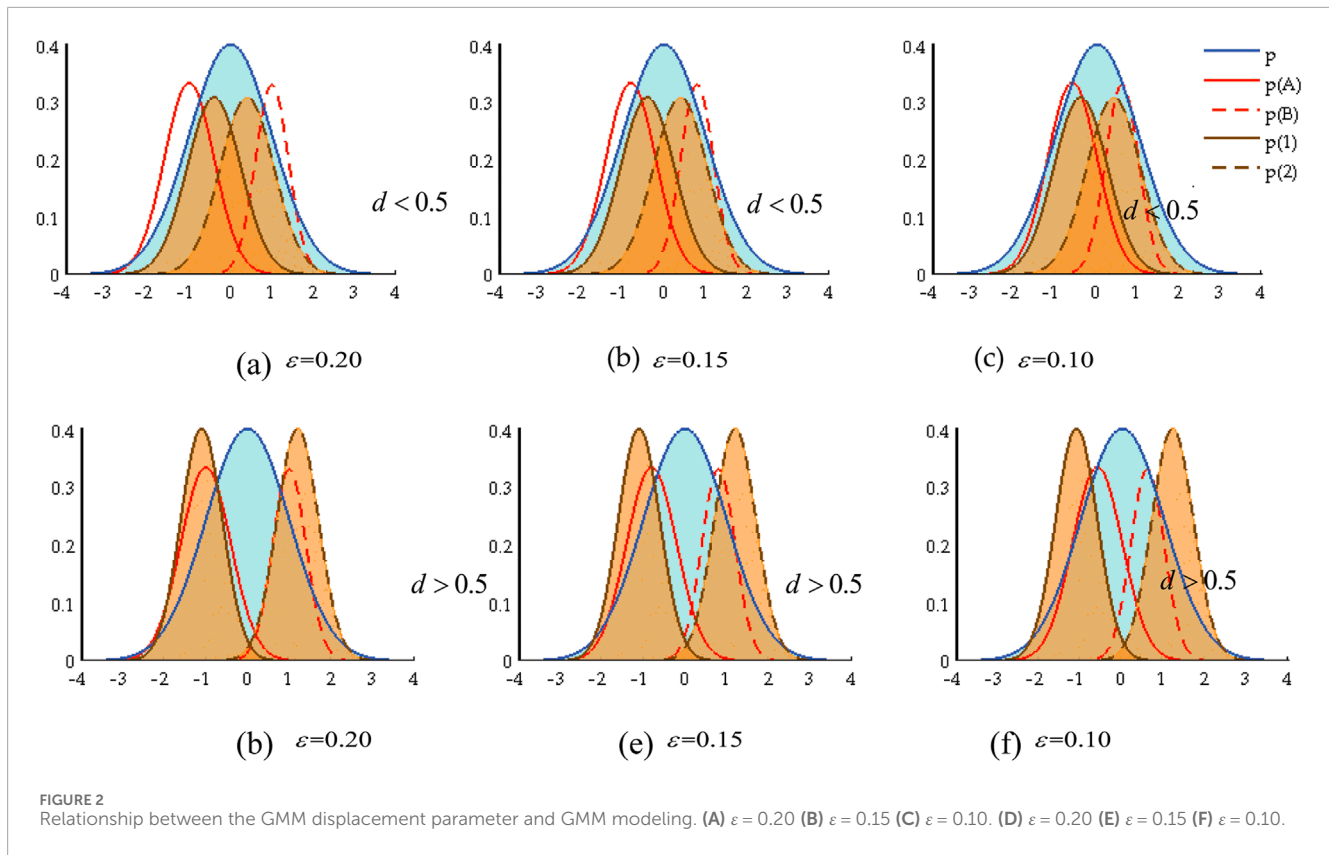 0.4
0.3
0.2
0.1
0
-4 -3 -2 -1 0 1 2 3 4
d < 0.5
(a) ε=0.20
0.4
0.3
0.2
0.1
0
-4 -3 -2 -1 0 1 2 3 4
d < 0.5
(b) ε=0.15
0.4
0.3
0.2
0.1
0
-4 -3 -2 -1 0 1 2 3 4
d < 0.5
(c) ε=0.10
p
p(A)
p(B)
p(1)
p(2)
0.4
0.3
0.2
0.1
0
-4 -3 -2 -1 0 1 2 3 4
d > 0.5
(b) ε=0.20
0.4
0.3
0.2
0.1
0
-4 -3 -2 -1 0 1 2 3 4
d > 0.5
(e) ε=0.15
0.4
0.3
0.2
0.1
0
-4 -3 -2 -1 0 1 2 3 4
d > 0.5
(f) ε=0.10
FIGURE 2
Relationship between the GMM displacement parameter and GMM modeling. (A) ε = 0.20 (B) ε = 0.15 (C) ε = 0.10. (D) ε = 0.20 (E) ε = 0.15 (F) ε = 0.10.